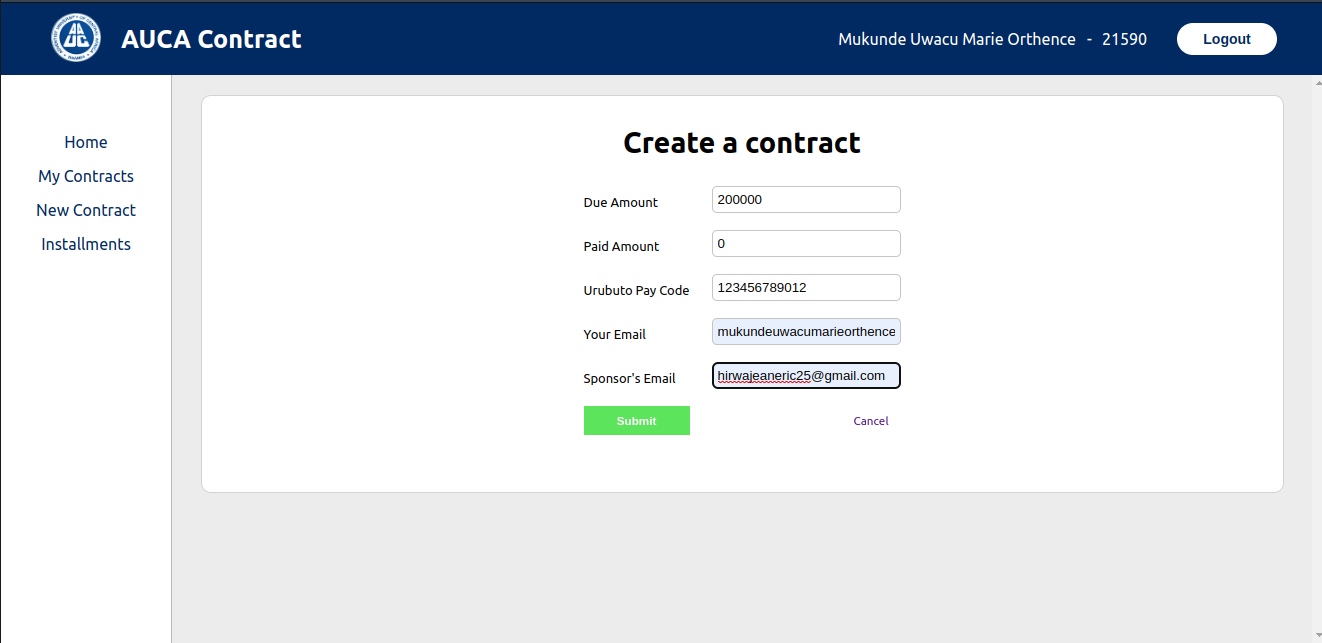 AUCA Contract
Mukunde Uwacu Marie Orthence - 21590
Logout
Home
My Contracts
New Contract
Installments
Create a contract
Due Amount 200000
Paid Amount 0
Urubuto Pay Code 123456789012
Your Email mukundeuwacumarieorthence
Sponsor's Email hirwajeaneric25@gmail.com
Submit Cancel